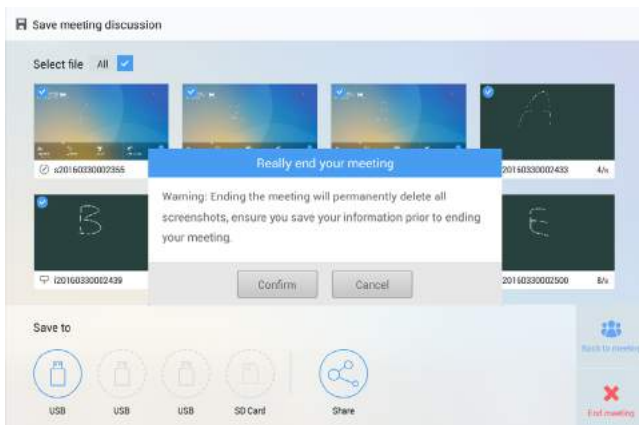 Save meeting discussion
Select file All
A
s20160330002355
Really end your meeting
20160330002433 4/s
Warning: Ending the meeting will permanently delete all
screenshots, ensure you save your information prior to ending
your meeting.
B
E
Confirm Cancel
i20160330002439
20160330002500 8/s
Save to
Back to meeting
USB USB USB SD Card Share
End meeting